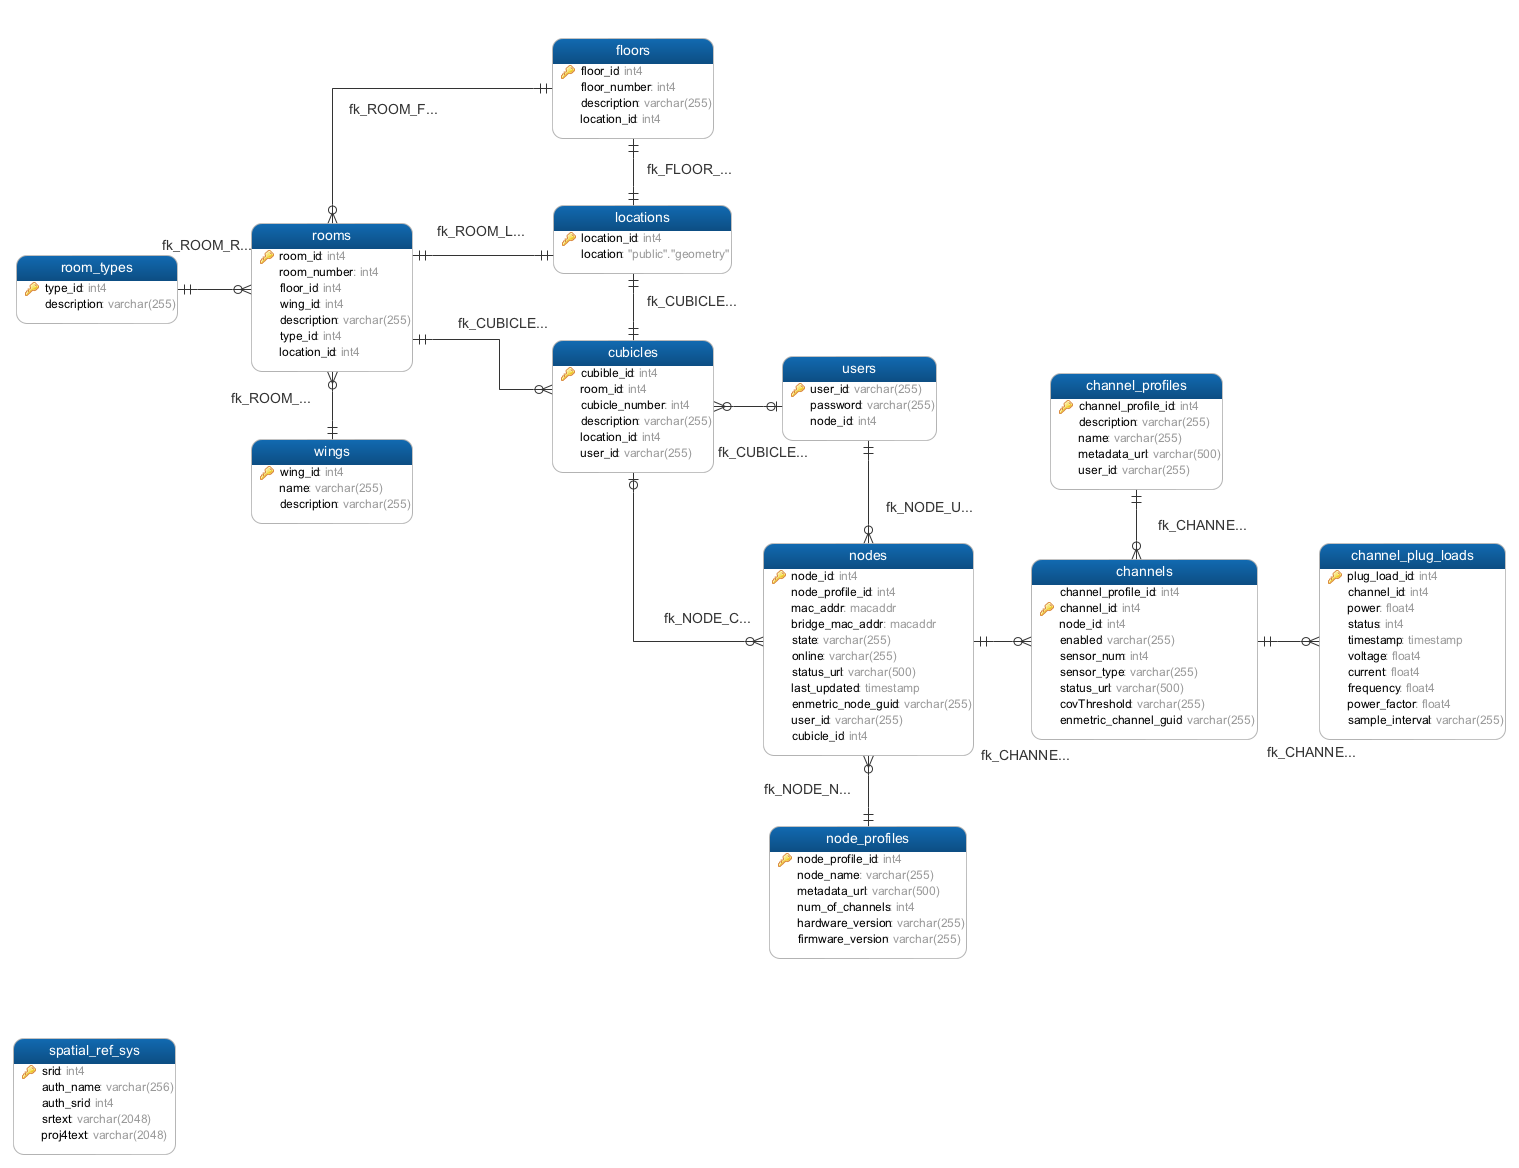 floors
floor_id: int4
floor_number: int4
description: varchar(255)
location_id: int4
fk_ROOM_F...
fk_FLOOR_...
locations
location_id: int4
location: "public"."geometry"
fk_ROOM_L...
rooms
room_id: int4
room_number: int4
floor_id: int4
wing_id: int4
description: varchar(255)
type_id: int4
location_id: int4
fk_ROOM_R...
room_types
type_id: int4
description: varchar(255)
fk_CUBICLE...
fk_CUBICLE...
cubicles
cubible_id: int4
room_id: int4
cubicle_number: int4
description: varchar(255)
location_id: int4
user_id: varchar(255)
users
user_id: varchar(255)
password: varchar(255)
node_id: int4
fk_CUBICLE...
fk_ROOM_...
wings
wing_id: int4
name: varchar(255)
description: varchar(255)
channel_profiles
channel_profile_id: int4
description: varchar(255)
name: varchar(255)
metadata_url: varchar(500)
user_id: varchar(255)
fk_NODE_U...
fk_CHANNE...
nodes
node_id: int4
node_profile_id: int4
mac_addr: macaddr
bridge_mac_addr: macaddr
state: varchar(255)
online: varchar(255)
status_url: varchar(500)
last_updated: timestamp
enmetric_node_guid: varchar(255)
user_id: varchar(255)
cubicle_id: int4
fk_NODE_C...
channels
channel_profile_id: int4
channel_id: int4
node_id: int4
enabled: varchar(255)
sensor_num: int4
sensor_type: varchar(255)
status_url: varchar(500)
covThreshold: varchar(255)
enmetric_channel_guid: varchar(255)
channel_plug_loads
plug_load_id: int4
channel_id: int4
power: float4
status: int4
timestamp: timestamp
voltage: float4
current: float4
frequency: float4
power_factor: float4
sample_interval: varchar(255)
fk_CHANNE...
fk_CHANNE...
fk_NODE_N...
node_profiles
node_profile_id: int4
node_name: varchar(255)
metadata_url: varchar(500)
num_of_channels: int4
hardware_version: varchar(255)
firmware_version: varchar(255)
spatial_ref_sys
srid: int4
auth_name: varchar(256)
auth_srid: int4
srtext: varchar(2048)
proj4text: varchar(2048)